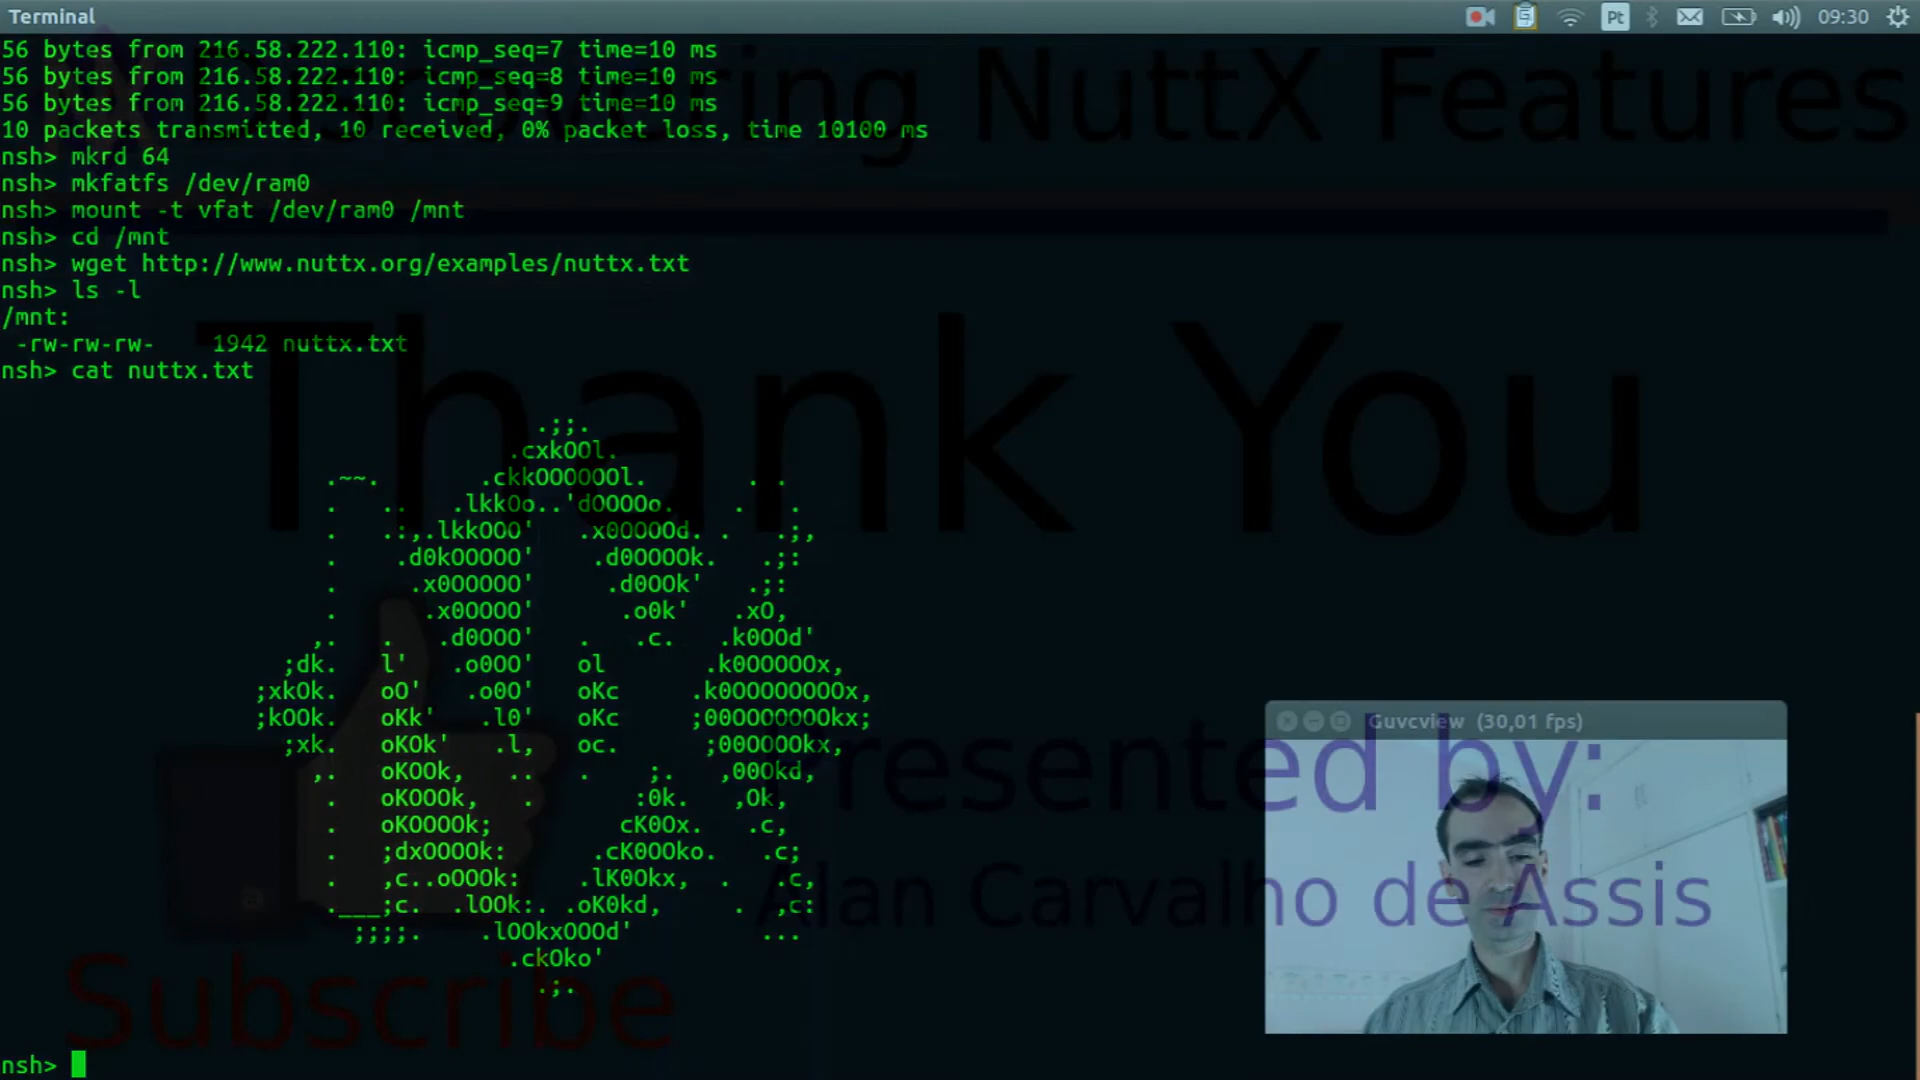 Terminal
Pt
09:30
56 bytes from 216.58.222.110: icmp_seq=7 time=10 ms
56 bytes from 216.58.222.110: icmp_seq=8 time=10 ms
56 bytes from 216.58.222.110: icmp_seq=9 time=10 ms
10 packets transmitted, 10 received, 0% packet loss, time 10100 ms
nsh> mkrd 64
nsh> mkfatfs /dev/ram0
nsh> mount -t vfat /dev/ram0 /mnt
nsh> cd /mnt
nsh> wget http://www.nuttx.org/examples/nuttx.txt
nsh> ls -l
/mnt:
-rw-rw-rw- 1942 nuttx.txt
nsh> cat nuttx.txt
nsh>
NuttX Features
Thank You
Guvcview (30,01 fps)
Presented by:
Alan Carvalho de Assis
Subscribe